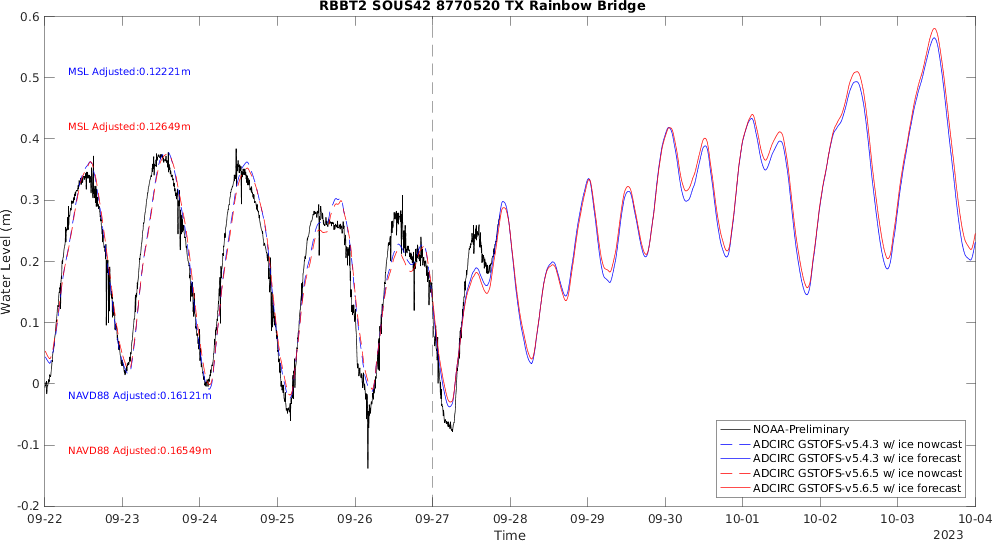 RBBT2 SOUS42 8770520 TX Rainbow Bridge
0.6
0.5
0.4
0.3
0.2
0.1
0
-0.1
-0.2
Water Level (m)
MSL Adjusted:0.12221m
MSL Adjusted:0.12649m
NAVD88 Adjusted:0.16121m
NAVD88 Adjusted:0.16549m
NOAA-Preliminary
ADCIRC GSTOFS-v5.4.3 w/ ice nowcast
ADCIRC GSTOFS-v5.4.3 w/ ice forecast
ADCIRC GSTOFS-v5.6.5 w/ ice nowcast
ADCIRC GSTOFS-v5.6.5 w/ ice forecast
09-22 09-23 09-24 09-25 09-26 09-27 09-28 09-29 09-30 10-01 10-02 10-03 10-04
Time
2023